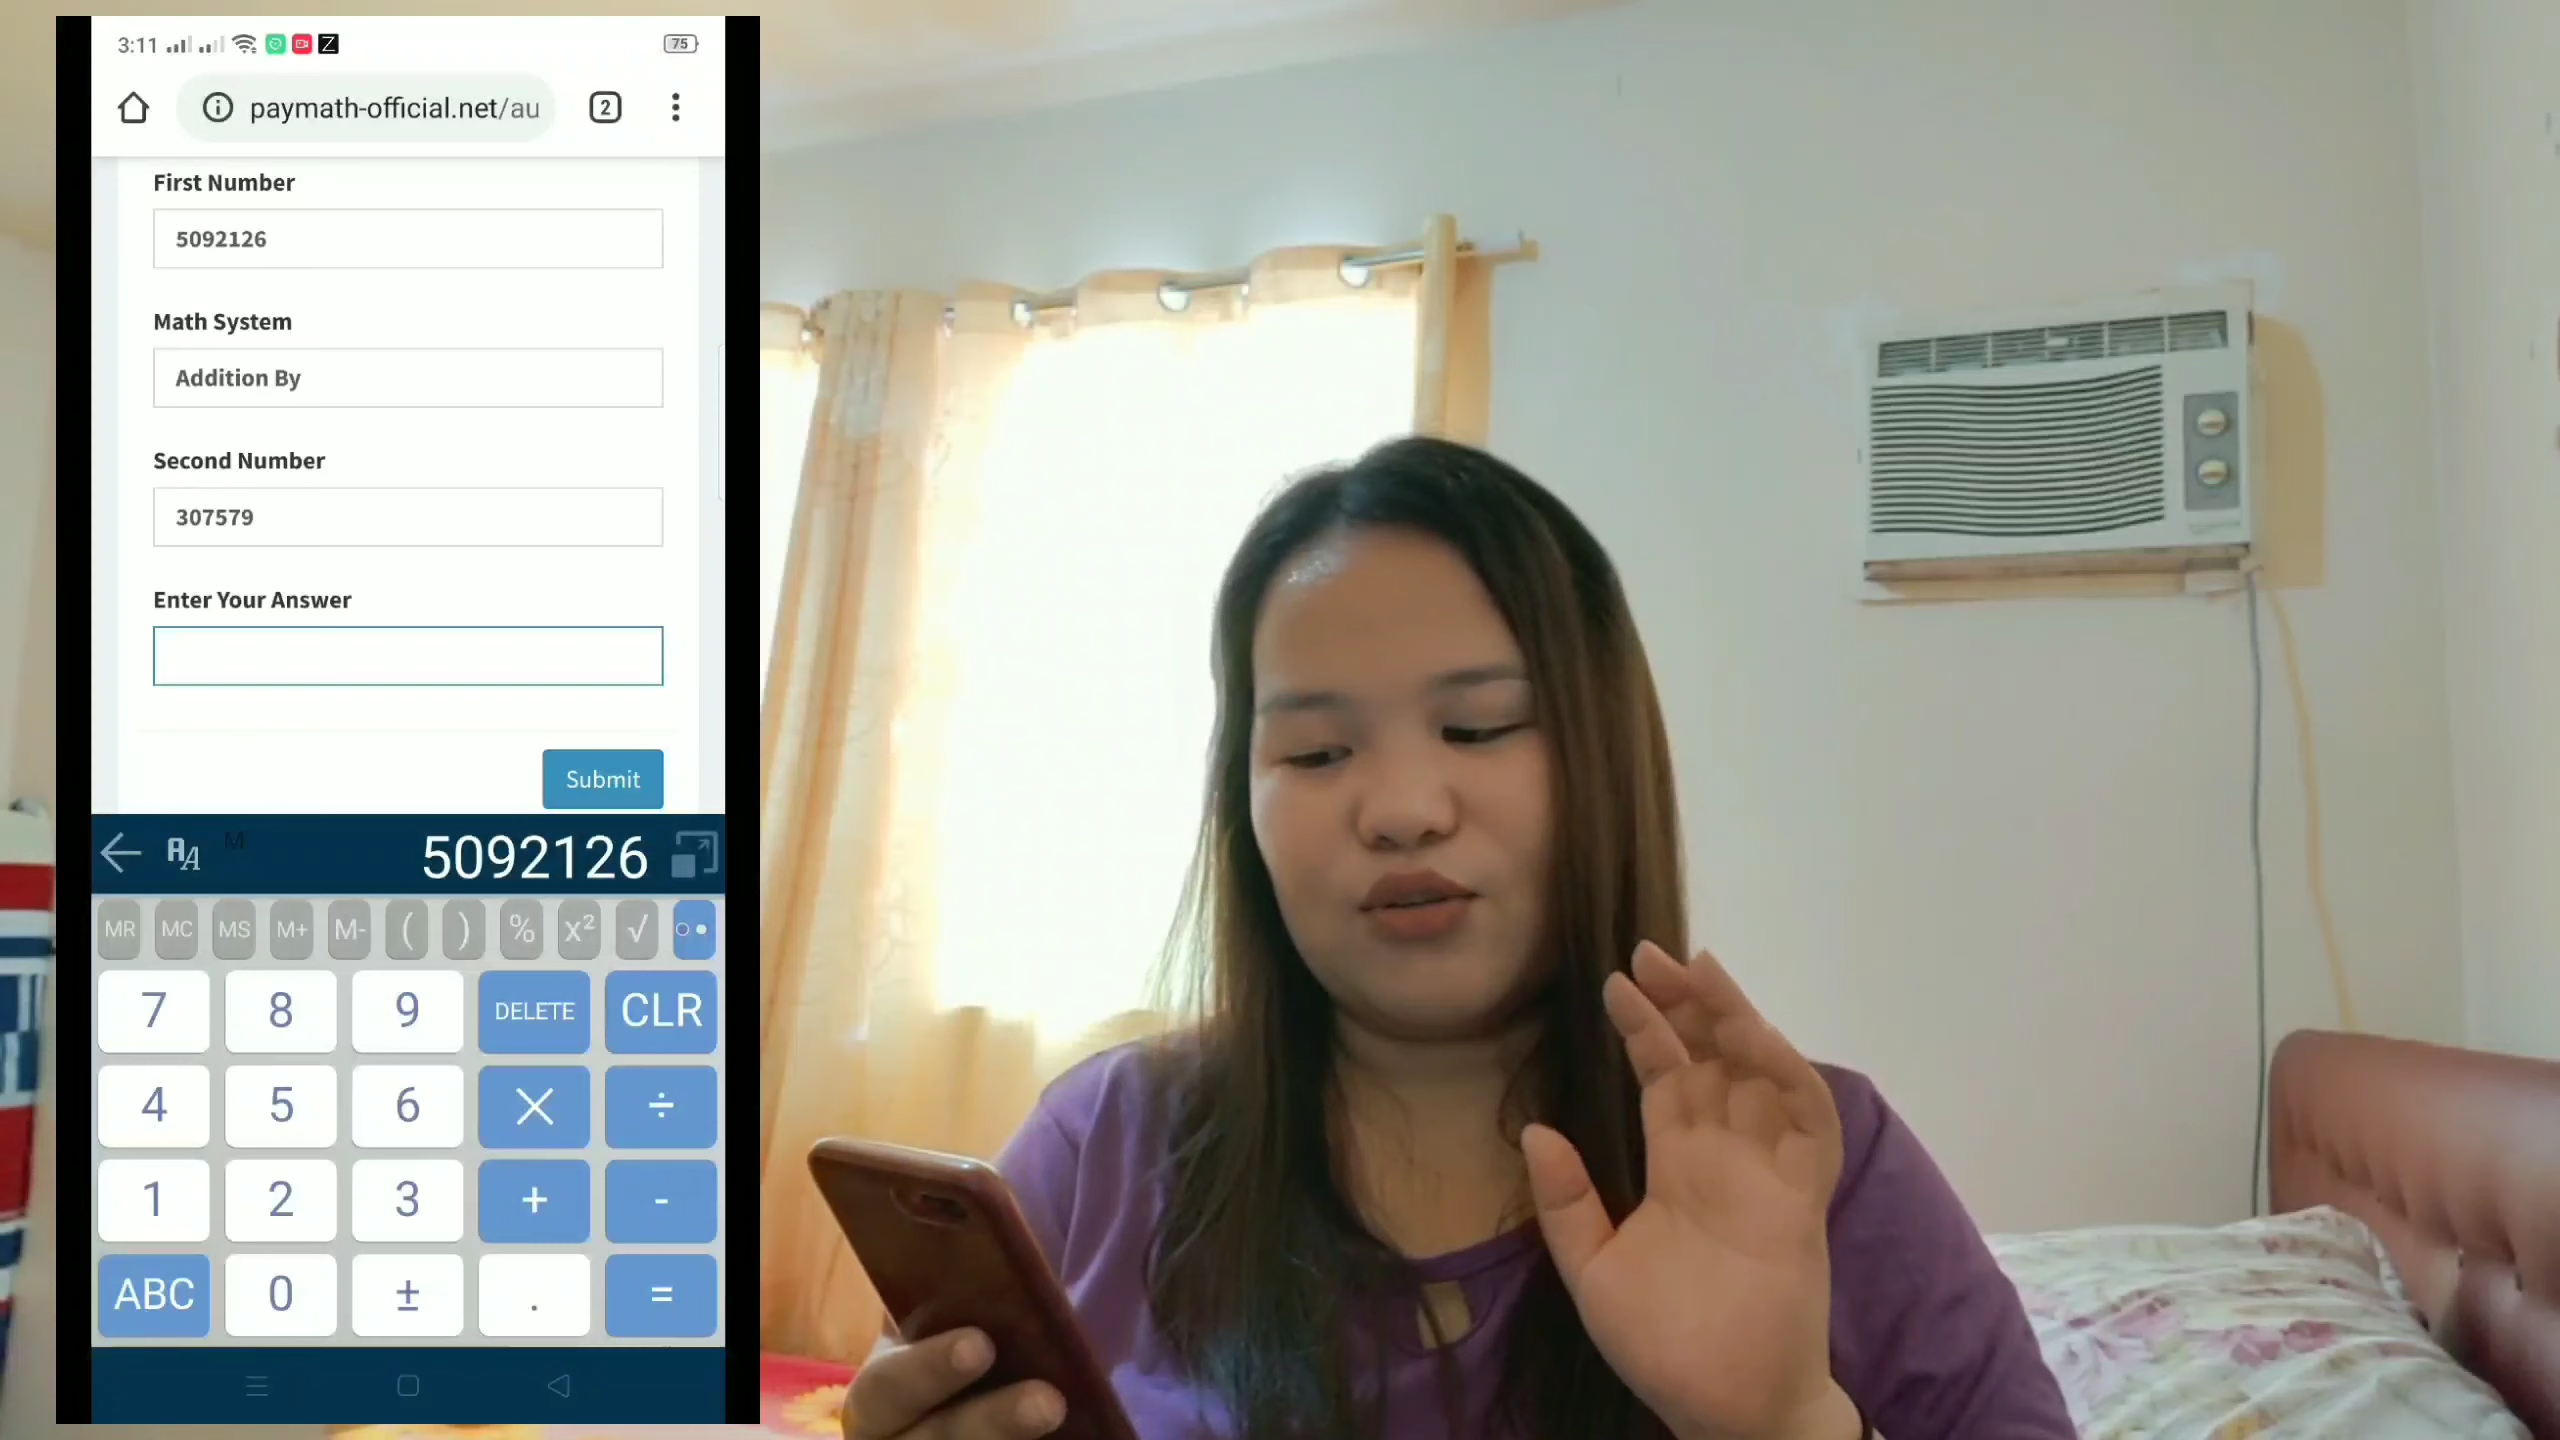 3:11 75
paymath-official.net/au 2
First Number
5092126
Math System
Addition By
Second Number
307579
Enter Your Answer
Submit
AA M 5092126
MR MC MS M+ M- ( ) % x² √
7 8 9 DELETE CLR
4 5 6 × ÷
1 2 3 + -
ABC 0 ± . =